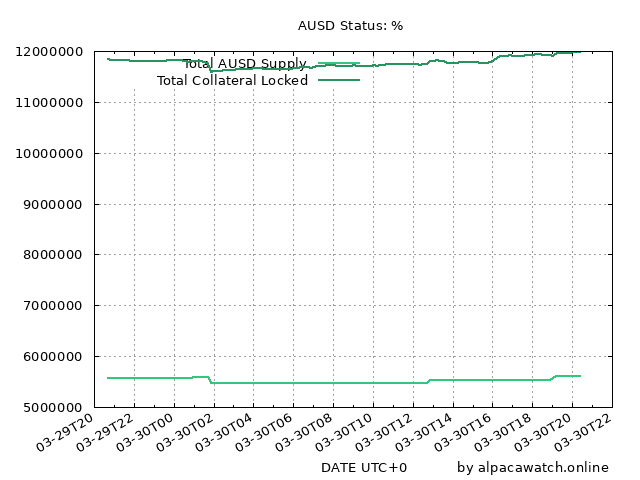 AUSD Status: %
12000000
Total AUSD Supply
Total Collateral Locked
11000000
10000000
9000000
8000000
7000000
6000000
5000000
03-29T20
03-29T22
03-30T00
03-30T02
03-30T04
03-30T06
03-30T08
03-30T10
03-30T12
03-30T14
03-30T16
03-30T18
03-30T20
03-30T22
DATE UTC+0
by alpacawatch.online